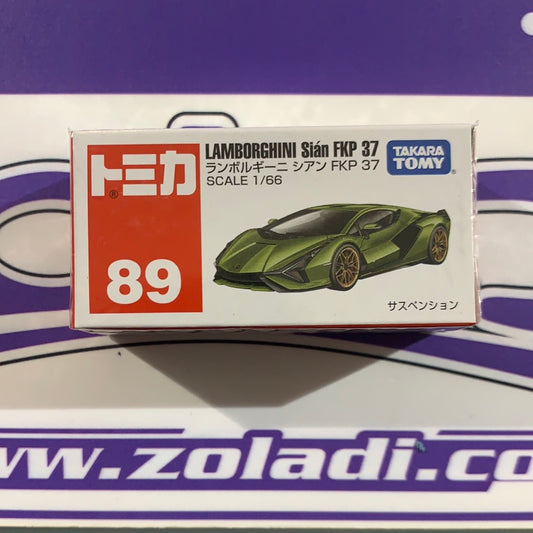 トミカ
®
89
LAMBORGHINI Sián FKP 37
ランボルギーニ シアン FKP 37
SCALE 1/66
TAKARA
TOMY
サスペンション
www.zoladi.co